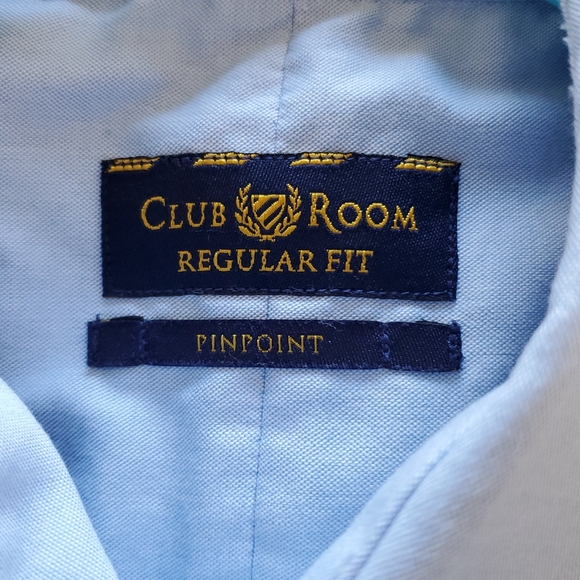 CLUB ROOM
REGULAR FIT
PINPOINT